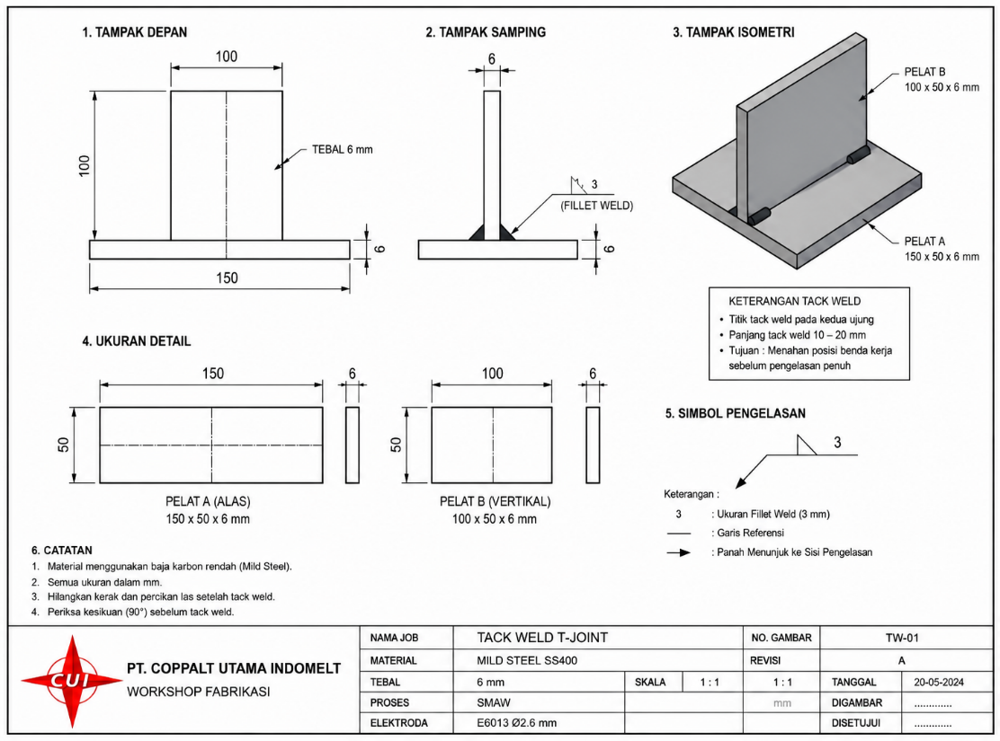 1. TAMPAK DEPAN
100
100
TEBAL 6 mm
6
150
2. TAMPAK SAMPING
6
3
(FILLET WELD)
6
3. TAMPAK ISOMETRI
PELAT B
100 x 50 x 6 mm
PELAT A
150 x 50 x 6 mm
KETERANGAN TACK WELD
• Titik tack weld pada kedua ujung
• Panjang tack weld 10 – 20 mm
• Tujuan : Menahan posisi benda kerja
sebelum pengelasan penuh
4. UKURAN DETAIL
150
6
50
PELAT A (ALAS)
150 x 50 x 6 mm
100
6
50
PELAT B (VERTIKAL)
100 x 50 x 6 mm
5. SIMBOL PENGELASAN
3
Keterangan :
3 : Ukuran Fillet Weld (3 mm)
: Garis Referensi
: Panah Menunjuk ke Sisi Pengelasan
6. CATATAN
1. Material menggunakan baja karbon rendah (Mild Steel).
2. Semua ukuran dalam mm.
3. Hilangkan kerak dan percikan las setelah tack weld.
4. Periksa kesikuan (90°) sebelum tack weld.
CUI
PT. COPPALT UTAMA INDOMELT
WORKSHOP FABRIKASI
NAMA JOB TACK WELD T-JOINT NO. GAMBAR TW-01
MATERIAL MILD STEEL SS400 REVISI A
TEBAL 6 mm SKALA 1 : 1 1 : 1 TANGGAL 20-05-2024
PROSES SMAW mm DIGAMBAR .............
ELEKTRODA E6013 Ø2.6 mm DISETUJUI .............